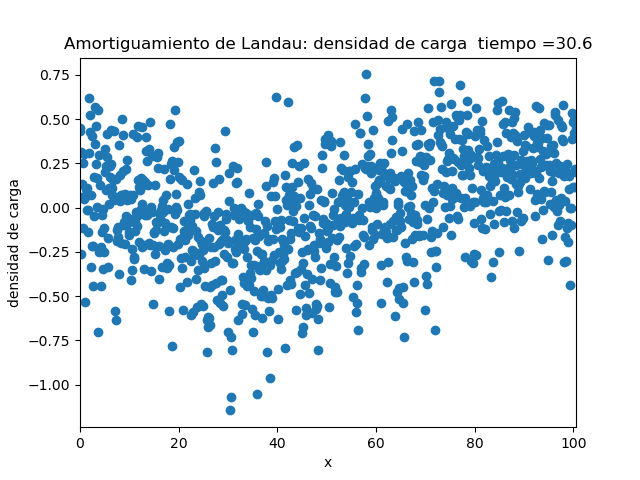 Amortiguamiento de Landau: densidad de carga  tiempo =30.6
densidad de carga
0.75
0.50
0.25
0.00
−0.25
−0.50
−0.75
−1.00
0 20 40 60 80 100
x